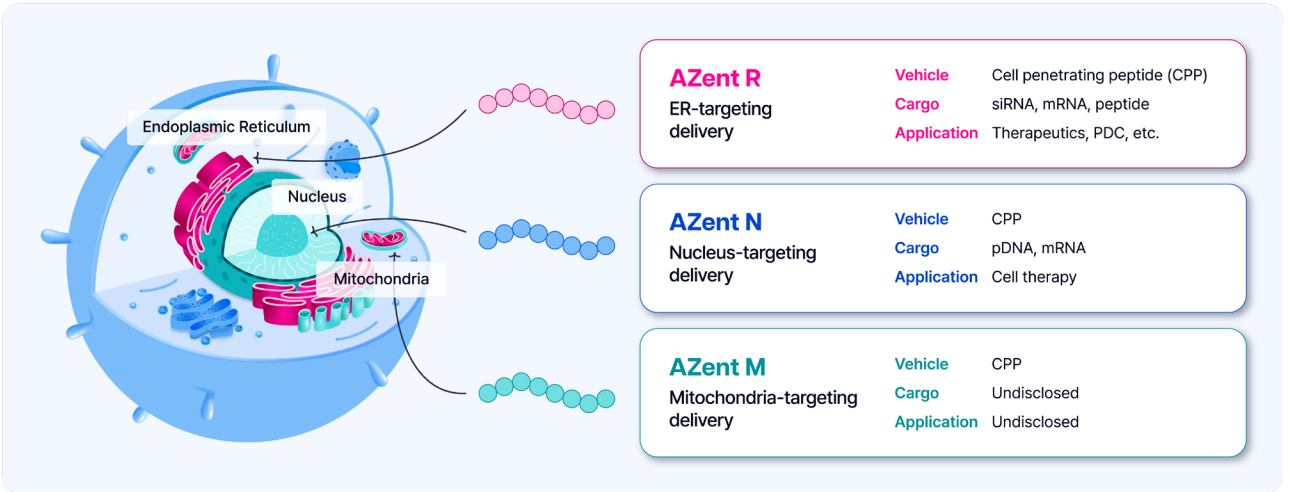 Endoplasmic Reticulum
Nucleus
Mitochondria
AZent R
ER-targeting
delivery
Vehicle Cell penetrating peptide (CPP)
Cargo siRNA, mRNA, peptide
Application Therapeutics, PDC, etc.
AZent N
Nucleus-targeting
delivery
Vehicle CPP
Cargo pDNA, mRNA
Application Cell therapy
AZent M
Mitochondria-targeting
delivery
Vehicle CPP
Cargo Undisclosed
Application Undisclosed